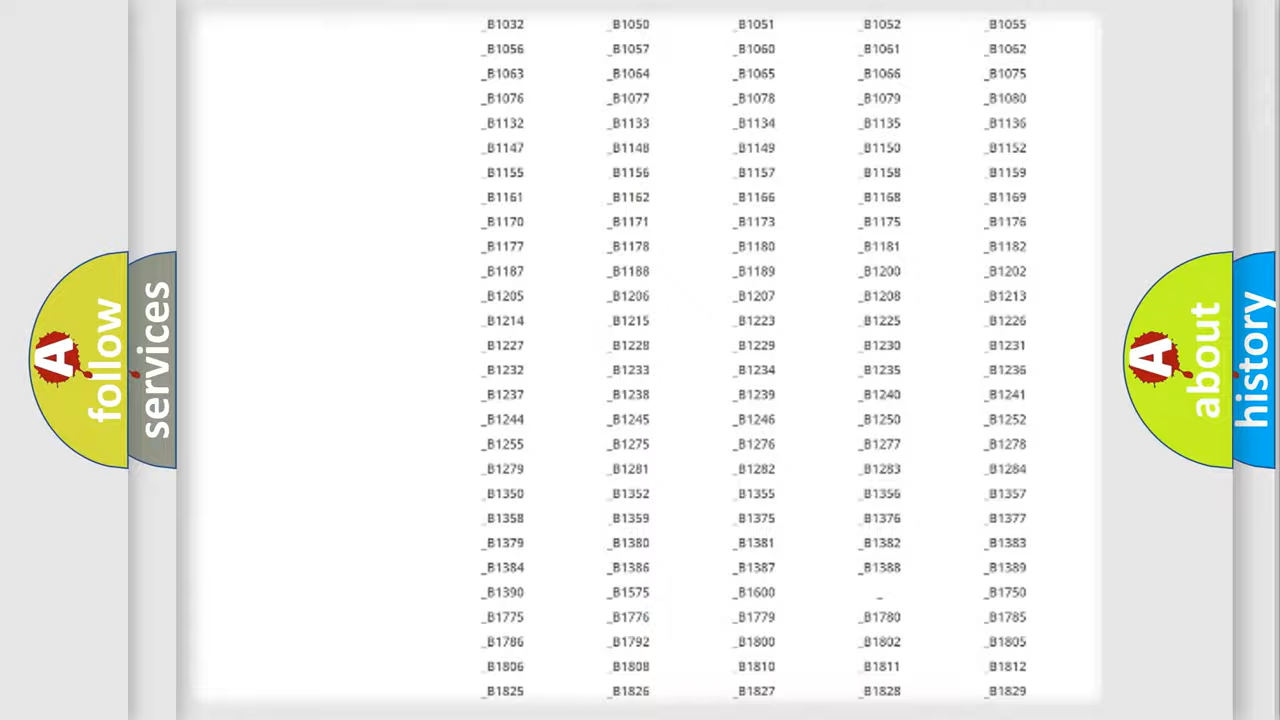 _B1032 _B1050 _B1051 _B1052 _B1055
_B1056 _B1057 _B1060 _B1061 _B1062
_B1063 _B1064 _B1065 _B1066 _B1075
_B1076 _B1077 _B1078 _B1079 _B1080
_B1132 _B1133 _B1134 _B1135 _B1136
_B1147 _B1148 _B1149 _B1150 _B1152
_B1155 _B1156 _B1157 _B1158 _B1159
_B1161 _B1162 _B1166 _B1168 _B1169
_B1170 _B1171 _B1173 _B1175 _B1176
_B1177 _B1178 _B1180 _B1181 _B1182
_B1187 _B1188 _B1189 _B1200 _B1202
_B1205 _B1206 _B1207 _B1208 _B1213
_B1214 _B1215 _B1223 _B1225 _B1226
_B1227 _B1228 _B1229 _B1230 _B1231
_B1232 _B1233 _B1234 _B1235 _B1236
_B1237 _B1238 _B1239 _B1240 _B1241
_B1244 _B1245 _B1246 _B1250 _B1252
_B1255 _B1275 _B1276 _B1277 _B1278
_B1279 _B1281 _B1282 _B1283 _B1284
_B1350 _B1352 _B1355 _B1356 _B1357
_B1358 _B1359 _B1375 _B1376 _B1377
_B1379 _B1380 _B1381 _B1382 _B1383
_B1384 _B1386 _B1387 _B1388 _B1389
_B1390 _B1575 _B1600 _ _B1750
_B1775 _B1776 _B1779 _B1780 _B1785
_B1786 _B1792 _B1800 _B1802 _B1805
_B1806 _B1808 _B1810 _B1811 _B1812
_B1825 _B1826 _B1827 _B1828 _B1829
A
follow
services
A
about
history